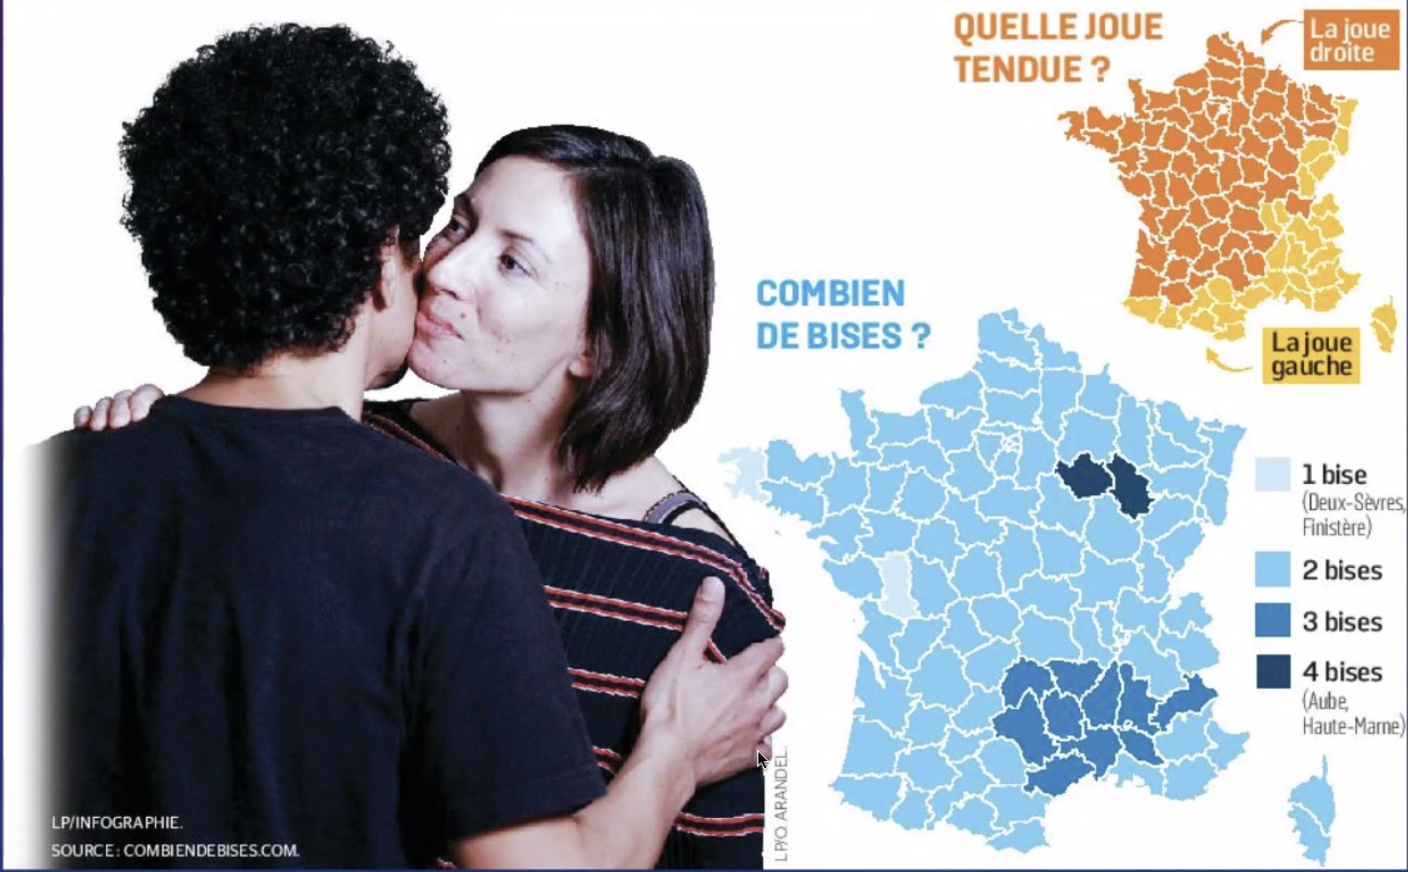 QUELLE JOUE
TENDUE ?
La joue
droite
La joue
gauche
COMBIEN
DE BISES ?
1 bise
(Deux-Sèvres,
Finistère)
2 bises
3 bises
4 bises
(Aube,
Haute-Marne)
LP/O. ARANDEL.
LP/INFOGRAPHIE.
SOURCE : COMBIENDEBISES.COM.